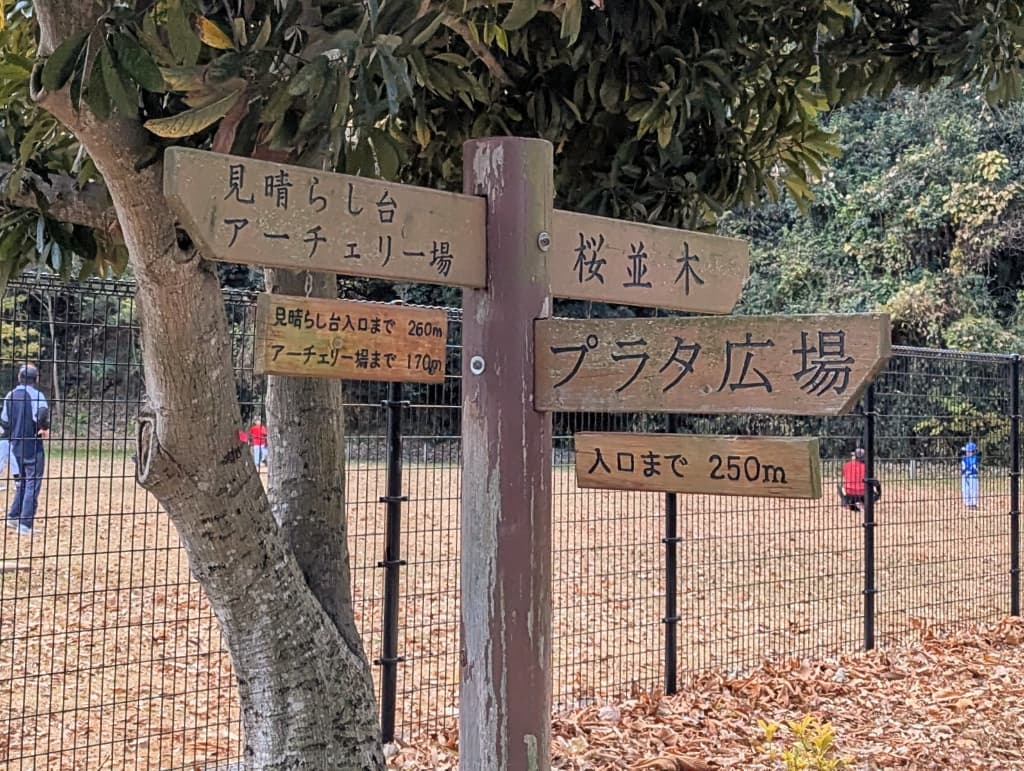 見晴らし台
アーチェリー場
見晴らし台入口まで 260m
アーチェリー場まで 170m
桜並木
プラタ広場
入口まで 250m